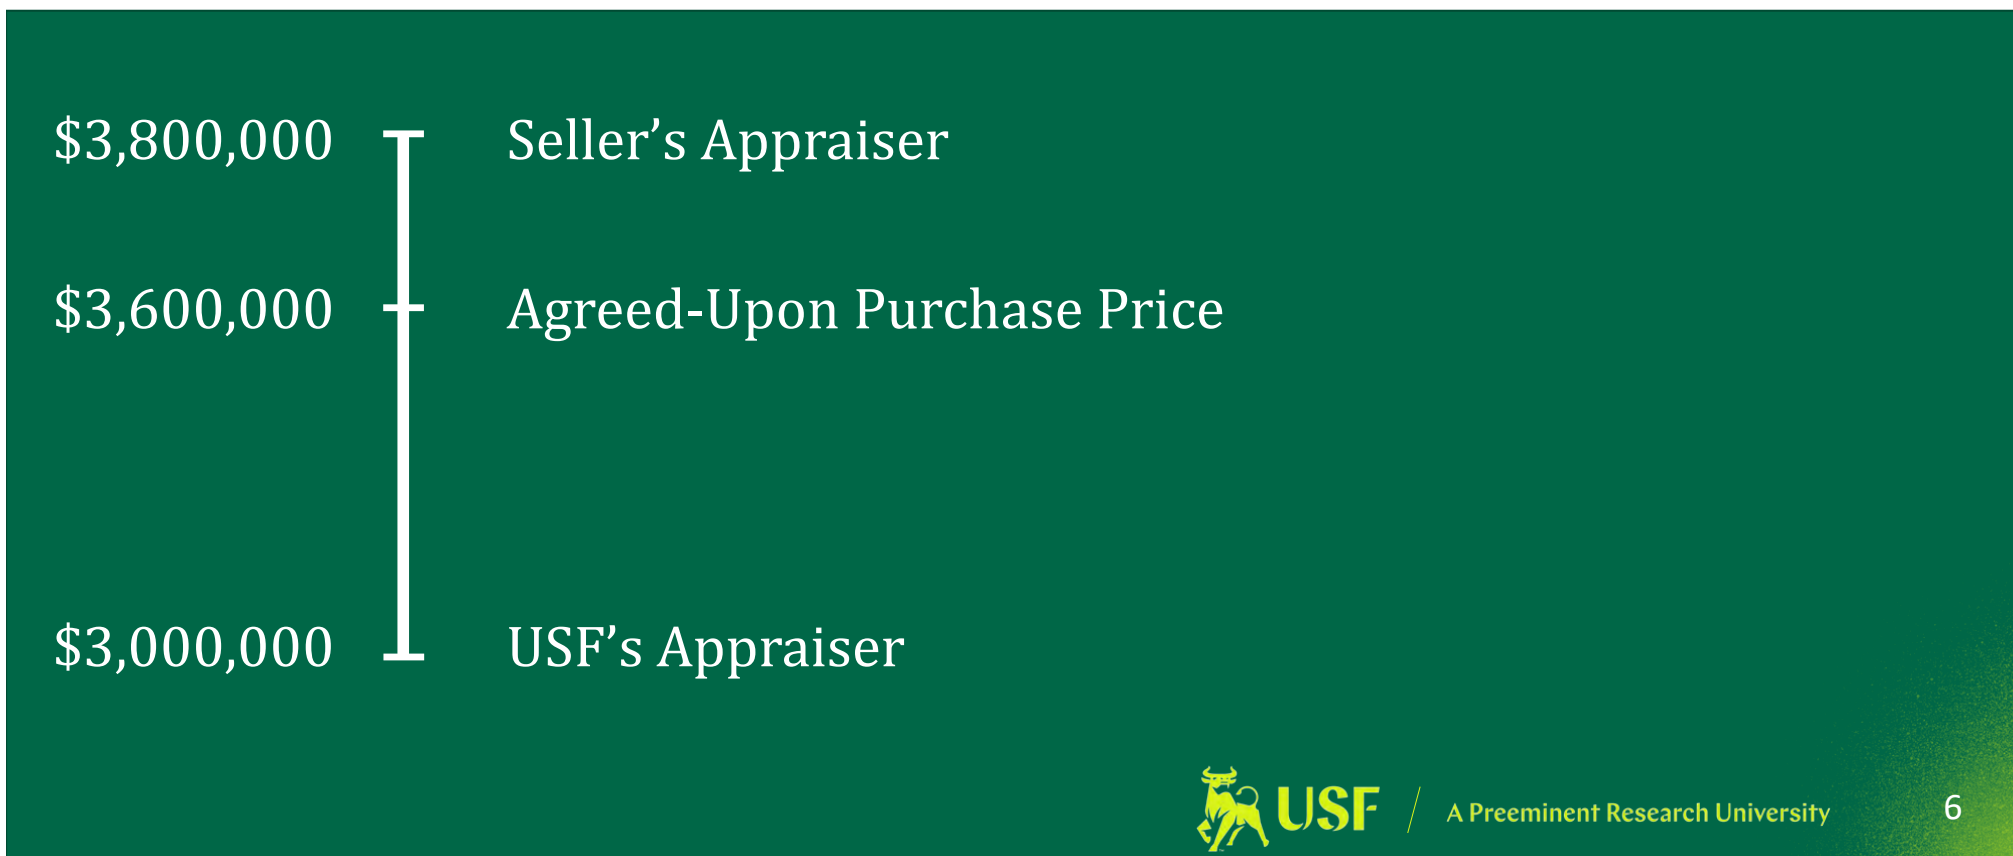 $3,800,000 Seller’s Appraiser
$3,600,000 Agreed-Upon Purchase Price
$3,000,000 USF’s Appraiser
USF / A Preeminent Research University 6